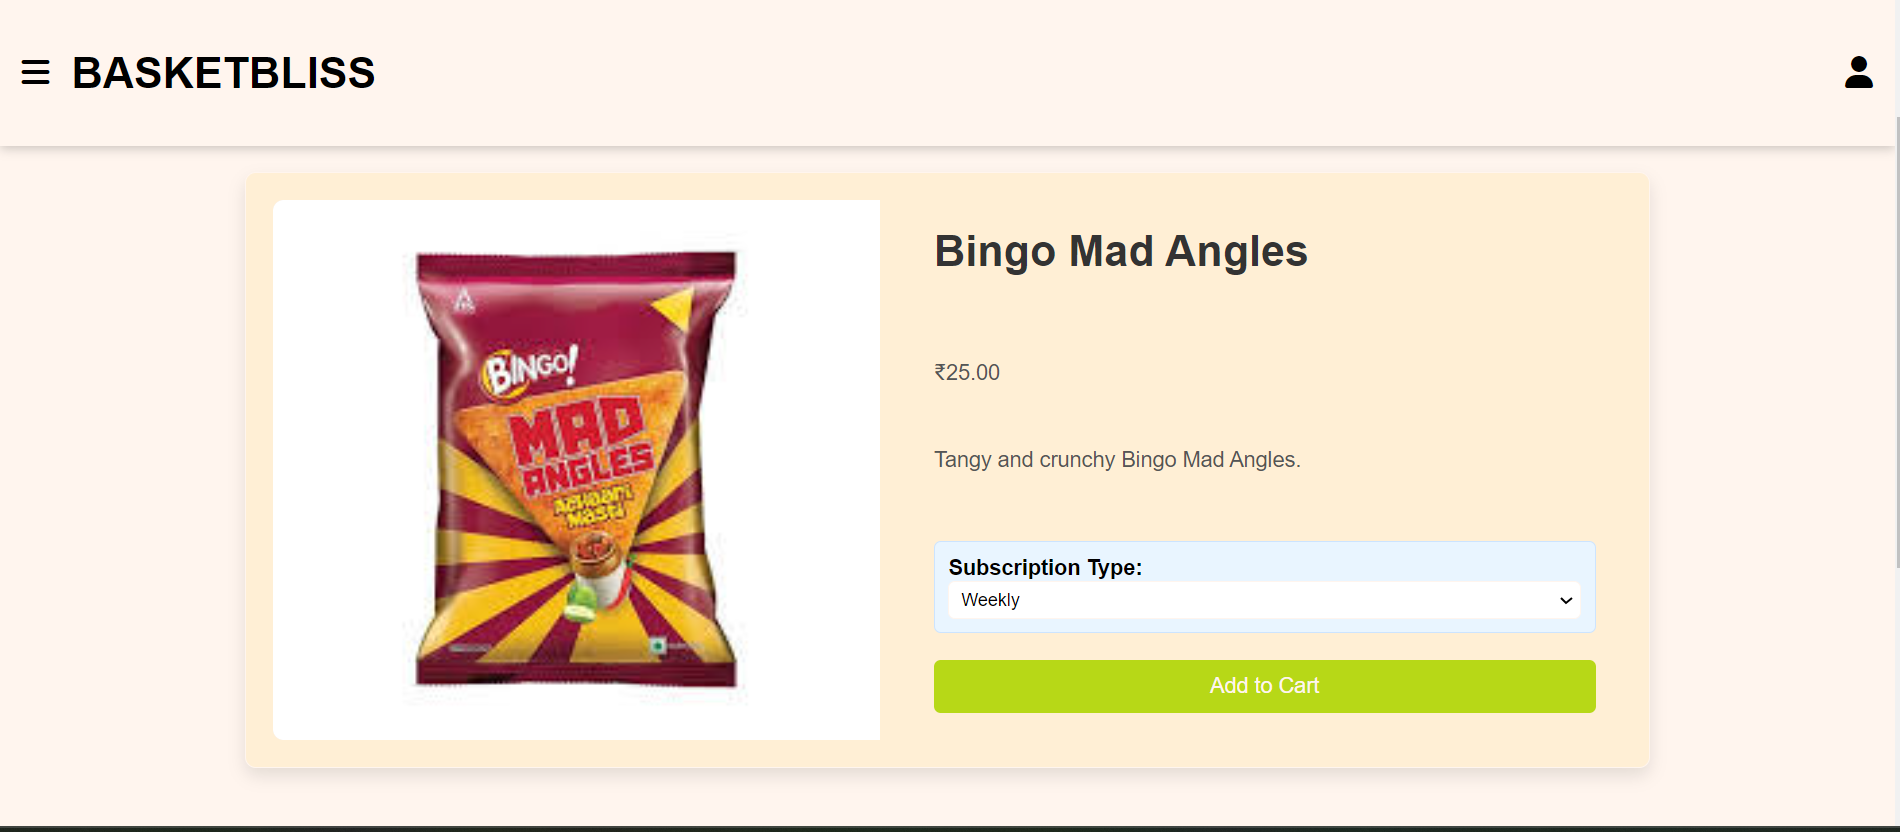 BASKETBLISS
BINGO!
MAD
ANGLES
ACHAARI
MASTI
Bingo Mad Angles
₹25.00
Tangy and crunchy Bingo Mad Angles.
Subscription Type:
Weekly
Add to Cart